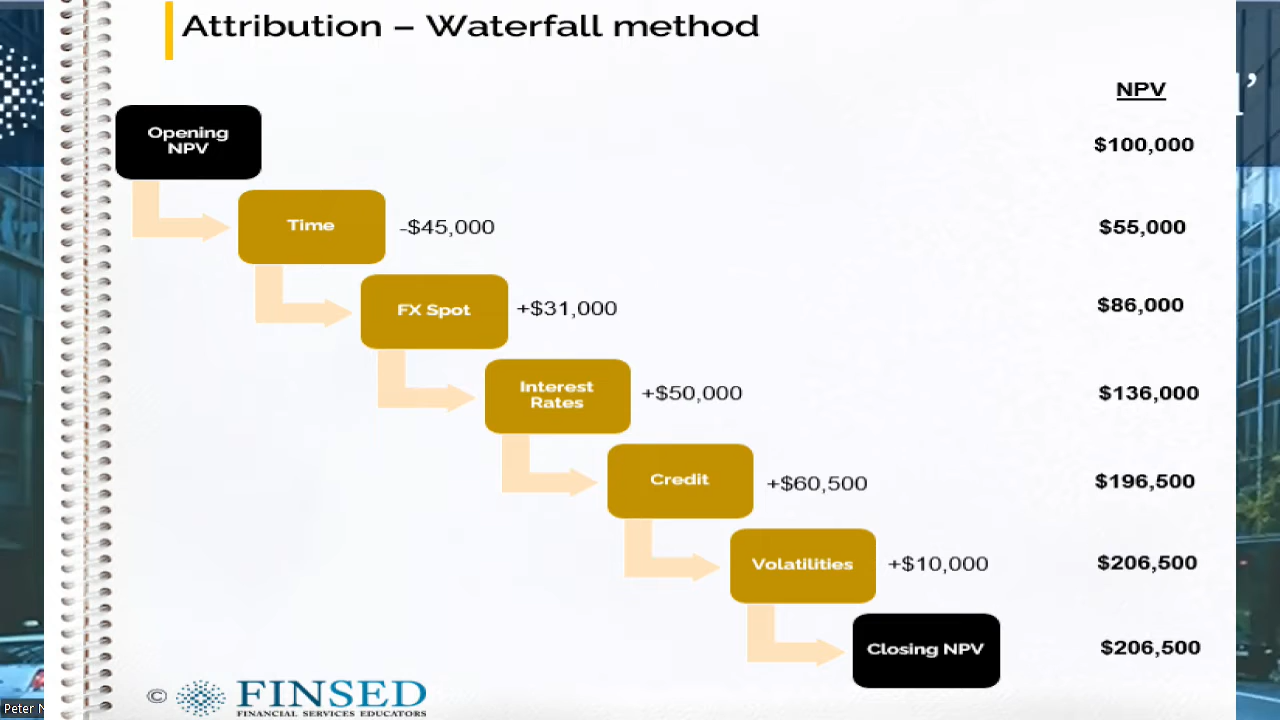 Attribution – Waterfall method
NPV
Opening
NPV
$100,000
Time
-$45,000
$55,000
FX Spot
+$31,000
$86,000
Interest
Rates
+$50,000
$136,000
Credit
+$60,500
$196,500
Volatilities
+$10,000
$206,500
Closing NPV
$206,500
© FINSED
FINANCIAL SERVICES EDUCATORS
Peter